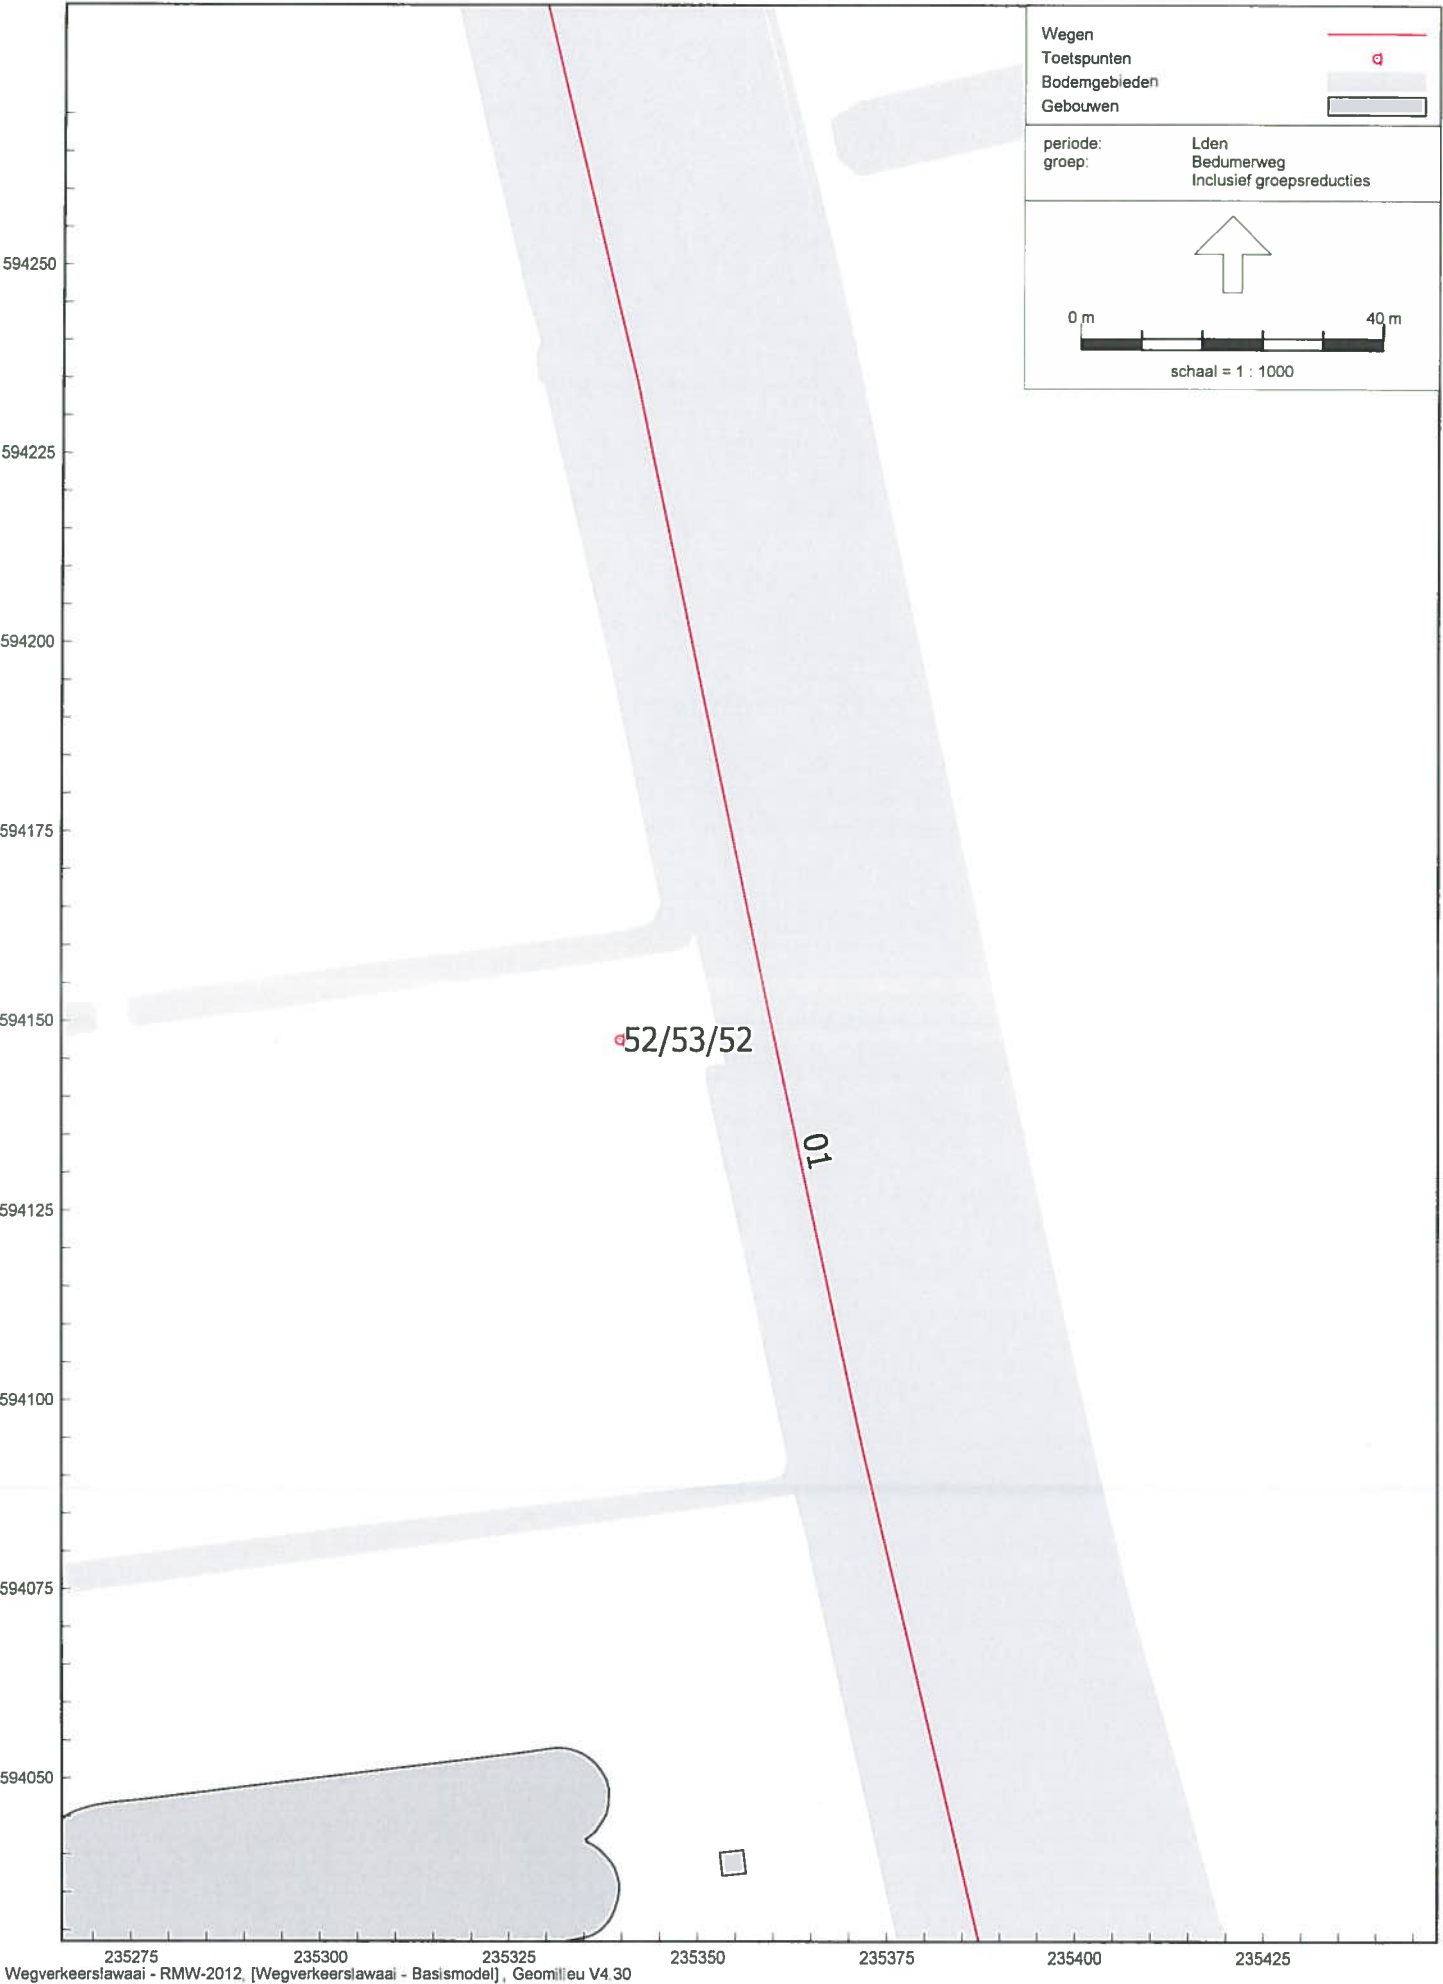 Wegen
Toetspunten
Bodemgebieden
Gebouwen
periode: Lden
groep: Bedumerweg
Inclusief groepsreducties
0 m 40 m
schaal = 1 : 1000
594250
594225
594200
594175
594150
52/53/52
01
594125
594100
594075
594050
235275 235300 235325 235350 235375 235400 235425
Wegverkeerslawaai - RMW-2012, [Wegverkeerslawaai - Basismodel] , Geomilieu V4.30